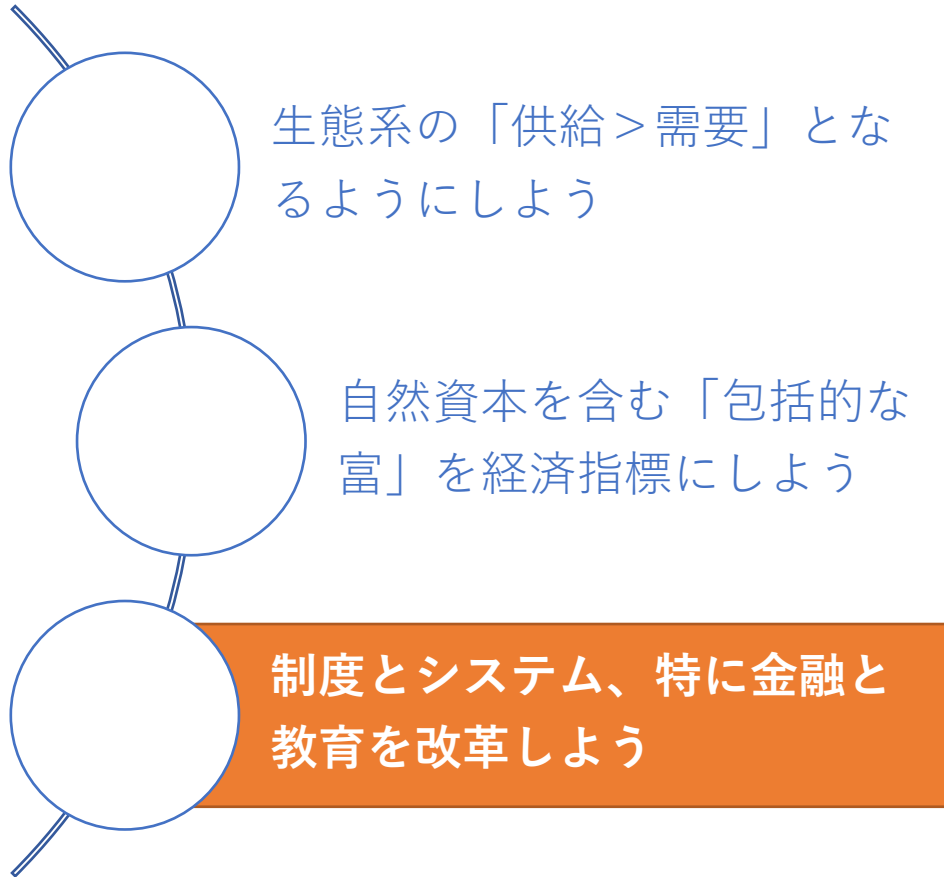 生態系の「供給＞需要」とな
るようにしよう
自然資本を含む「包括的な
富」を経済指標にしよう
制度とシステム、特に金融と
教育を改革しよう